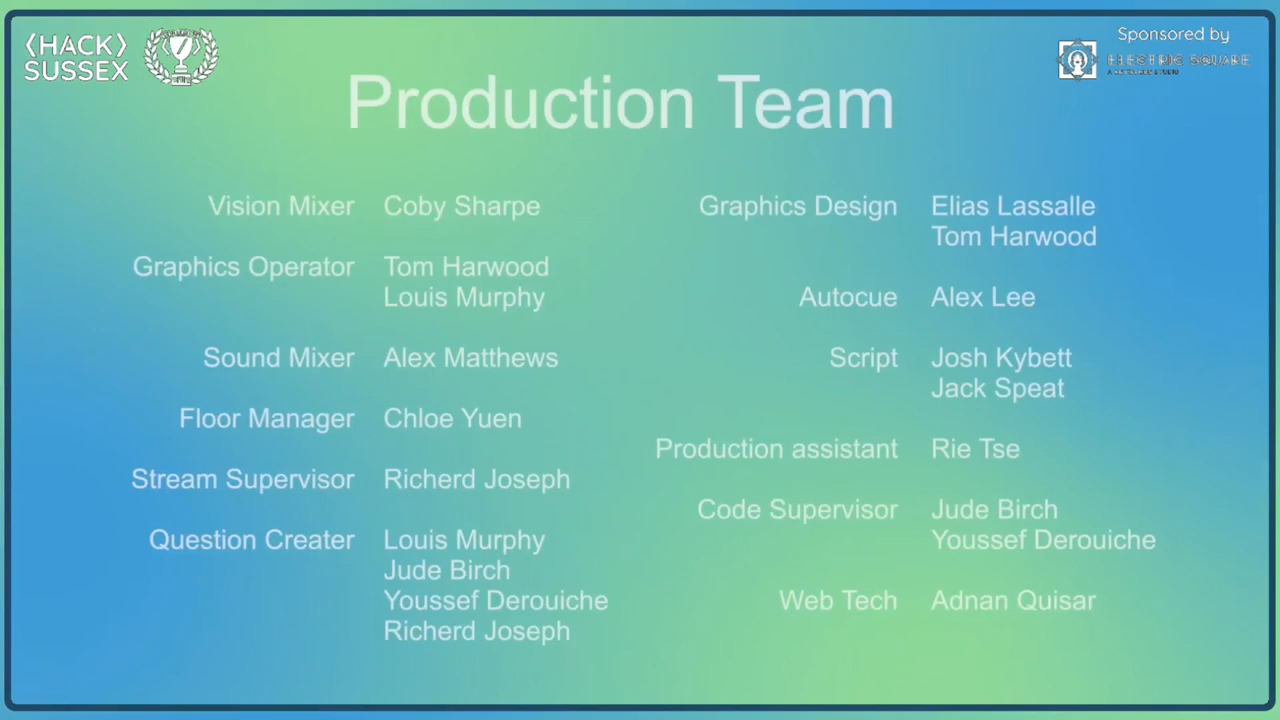 ⟨HACK⟩
SUSSEX
Sponsored by
ELECTRIC SQUARE
Production Team
Vision Mixer Coby Sharpe
Graphics Operator Tom Harwood
Louis Murphy
Sound Mixer Alex Matthews
Floor Manager Chloe Yuen
Stream Supervisor Richerd Joseph
Question Creater Louis Murphy
Jude Birch
Youssef Derouiche
Richerd Joseph
Graphics Design Elias Lassalle
Tom Harwood
Autocue Alex Lee
Script Josh Kybett
Jack Speat
Production assistant Rie Tse
Code Supervisor Jude Birch
Youssef Derouiche
Web Tech Adnan Quisar